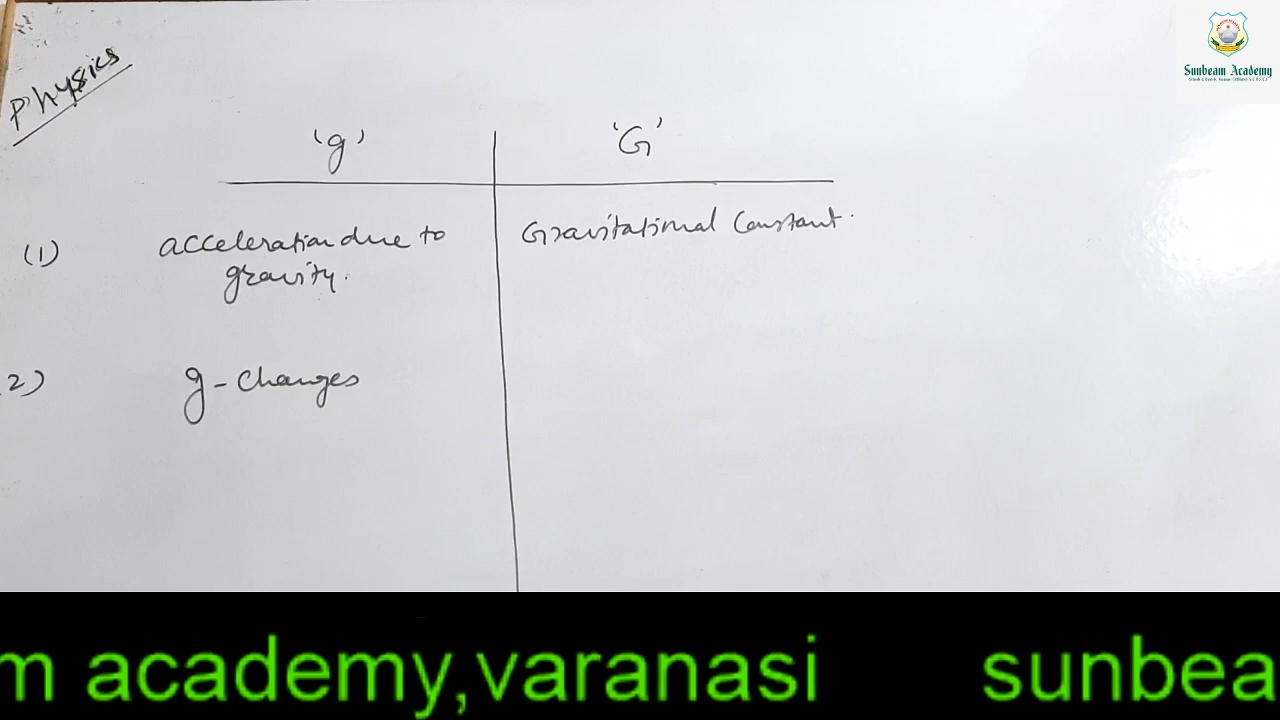 Physics
Sunbeam Academy
'g' 'G'
(1) acceleration due to Gravitational Constant.
gravity.
2) g - changes
m academy,varanasi sunbea